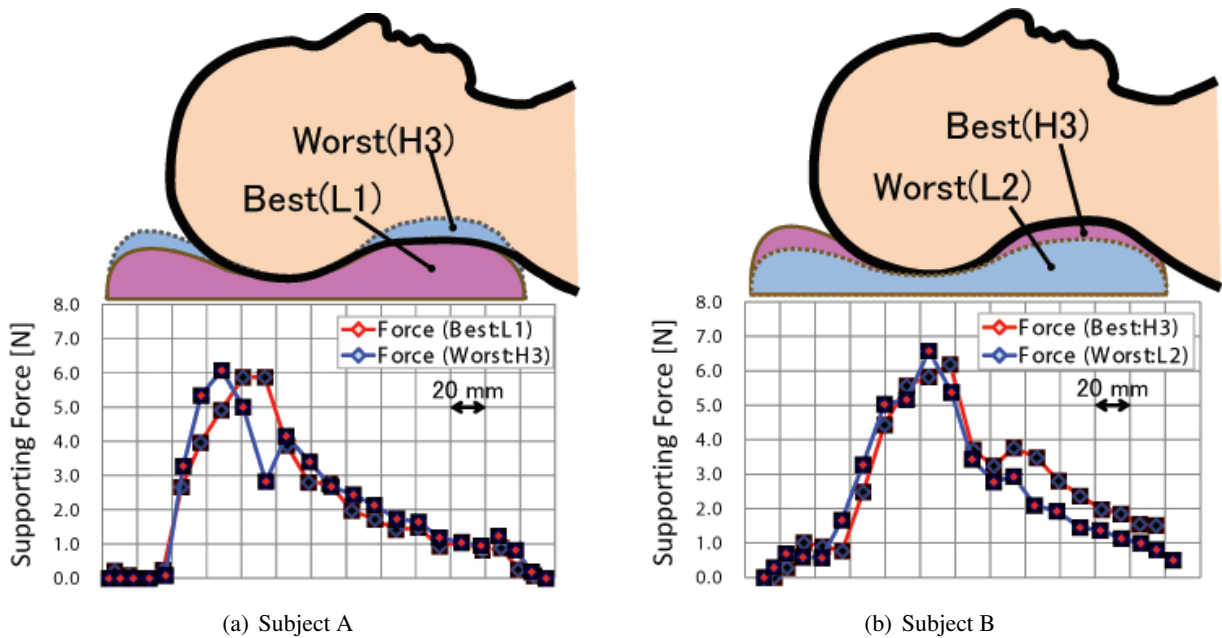 Worst(H3)
Best(L1)
8.0
7.0
6.0
5.0
4.0
3.0
2.0
1.0
0.0
Supporting Force [N]
Force (Best:L1)
Force (Worst:H3)
20 mm
(a) Subject A
Best(H3)
Worst(L2)
8.0
7.0
6.0
5.0
4.0
3.0
2.0
1.0
0.0
Supporting Force [N]
Force (Best:H3)
Force (Worst:L2)
20 mm
(b) Subject B